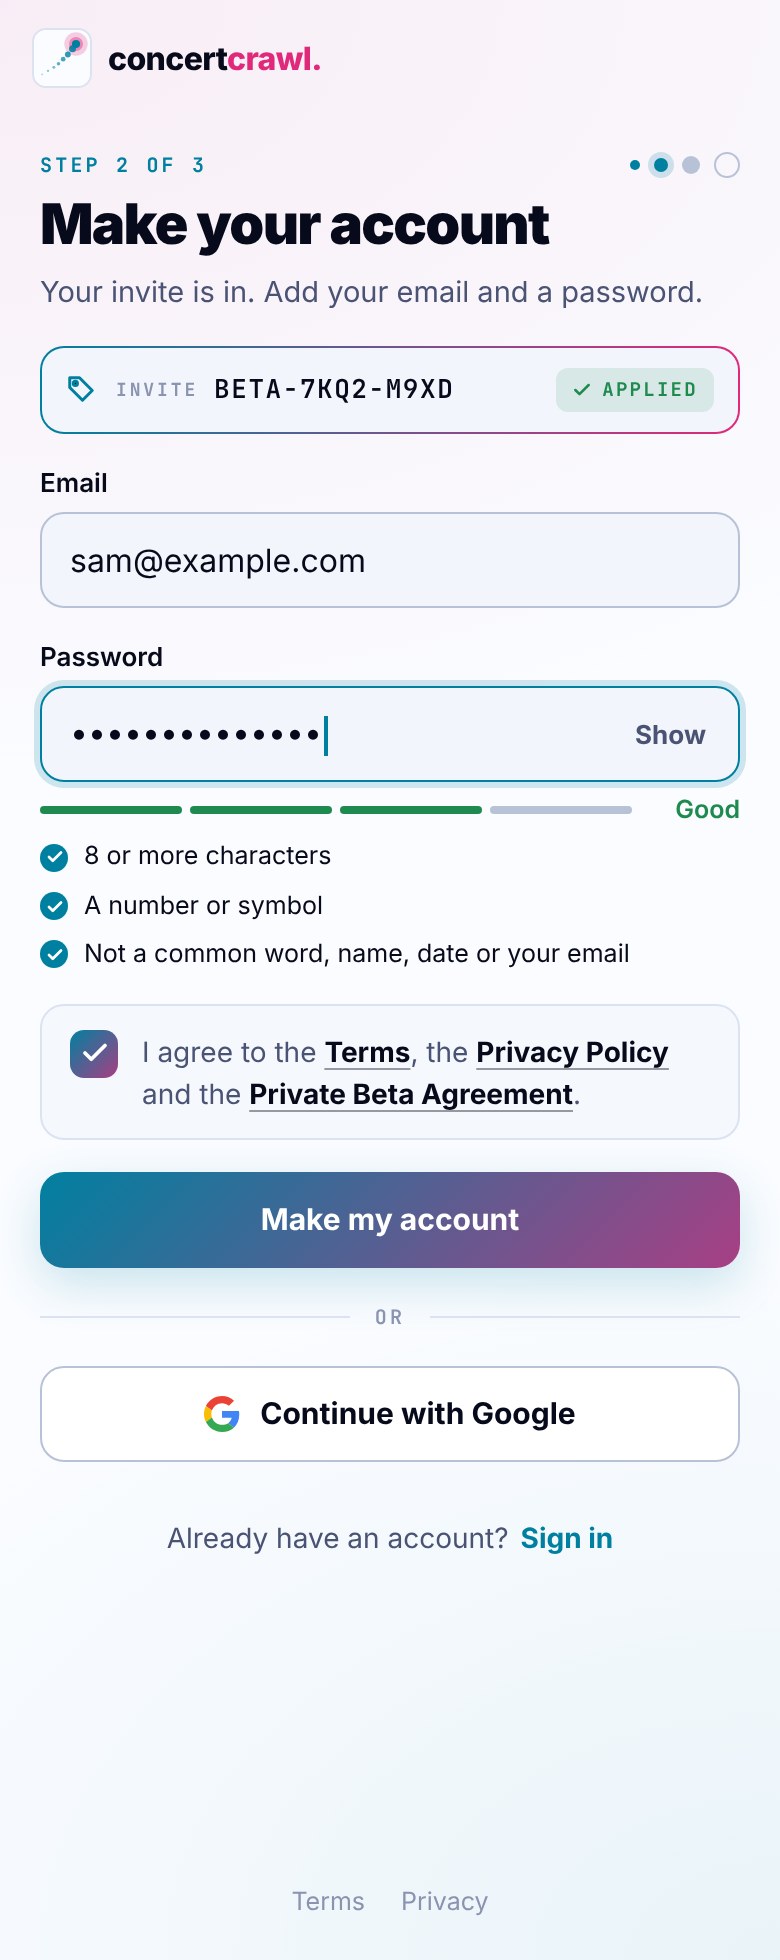 concertcrawl.
STEP 2 OF 3
Make your account
Your invite is in. Add your email and a password.
INVITE BETA-7KQ2-M9XD APPLIED
Email
sam@example.com
Password
••••••••••••••
Show
Good
8 or more characters
A number or symbol
Not a common word, name, date or your email
I agree to the Terms, the Privacy Policy
and the Private Beta Agreement.
Make my account
OR
Continue with Google
Already have an account? Sign in
Terms Privacy